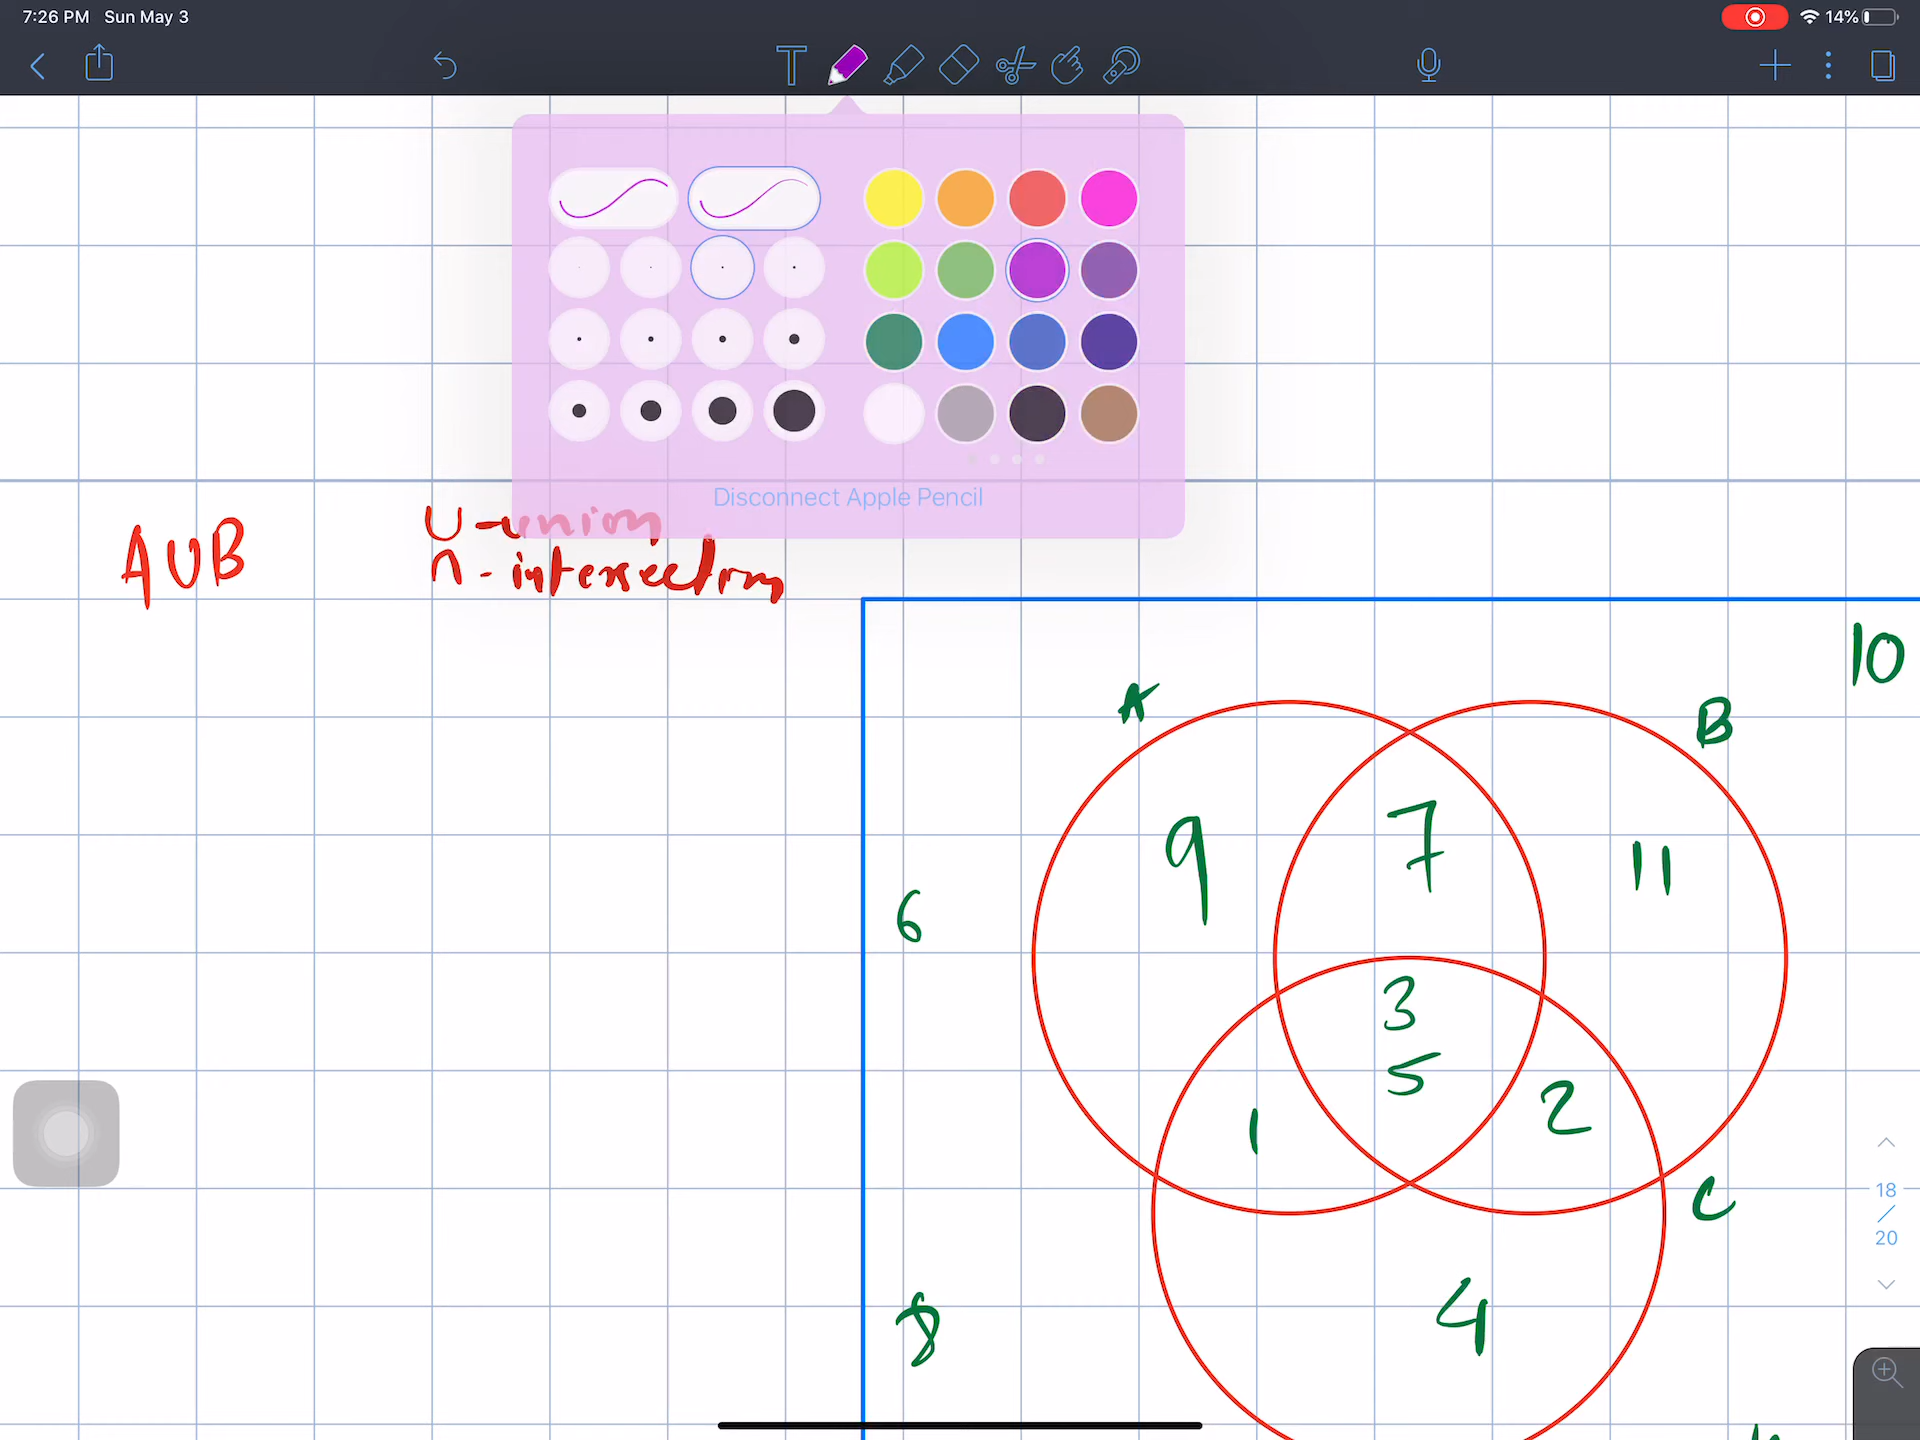 7:26 PM Sun May 3
14%
Disconnect Apple Pencil
A∪B
∪ - union
∩ - intersection
10
A
B
9
7
11
6
3
5
1
2
C
18
/
20
4
8